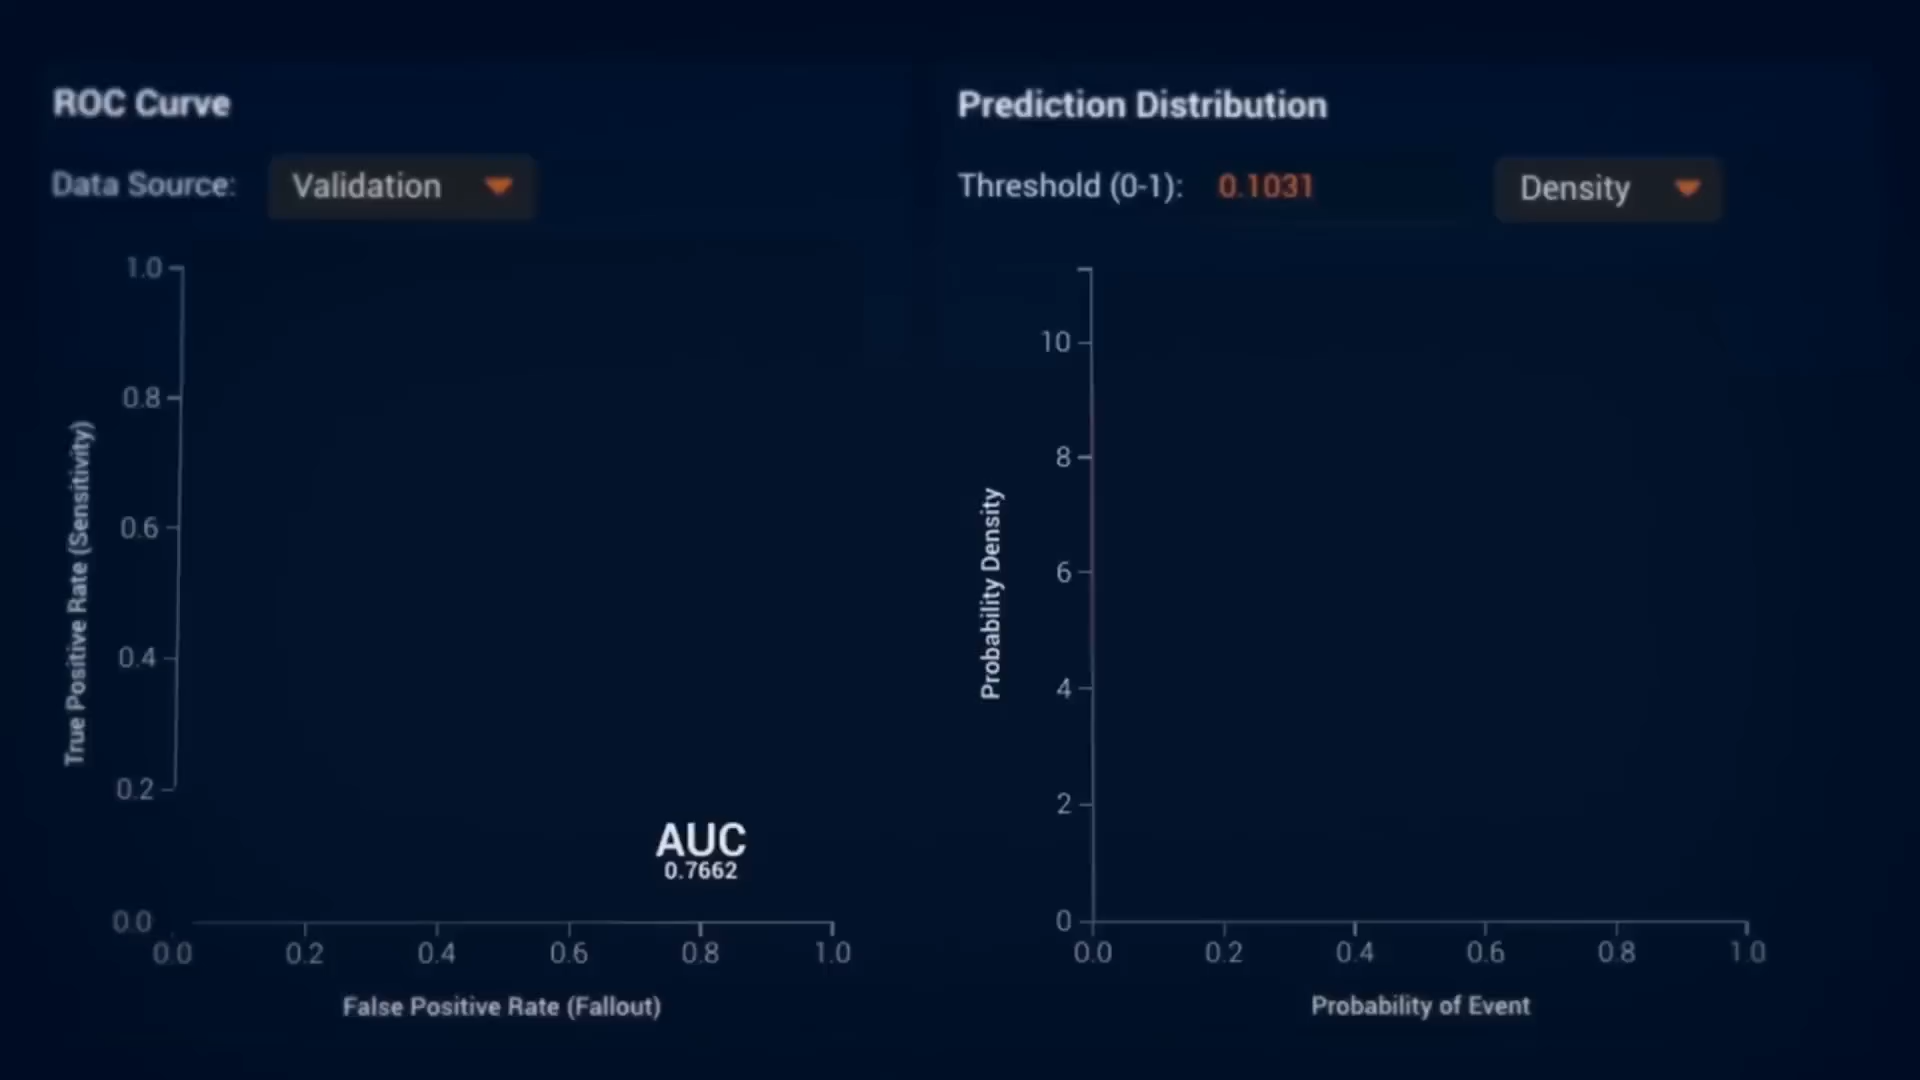 ROC Curve
Data Source: Validation
1.0
0.8
0.6
0.4
0.2
0.0
True Positive Rate (Sensitivity)
AUC
0.7662
0.0 0.2 0.4 0.6 0.8 1.0
False Positive Rate (Fallout)
Prediction Distribution
Threshold (0-1): 0.1031 Density
10
8
6
4
2
0
Probability Density
0.0 0.2 0.4 0.6 0.8 1.0
Probability of Event